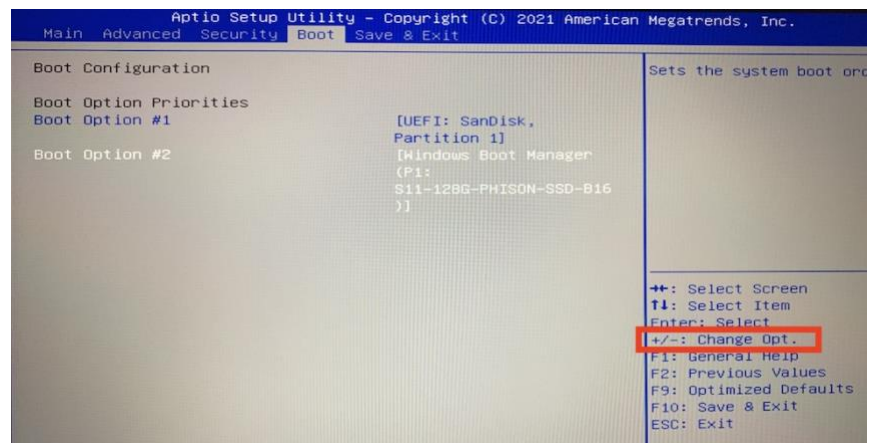 Aptio Setup Utility – Copyright (C) 2021 American Megatrends, Inc.
Main Advanced Security Boot Save & Exit
Boot Configuration
Sets the system boot
Boot Option Priorities
Boot Option #1 [UEFI: SanDisk,
Partition 1]
Boot Option #2 [Windows Boot Manager
(P1:
S11-128G-PHISON-SSD-B16
)]
→←: Select Screen
↑↓: Select Item
Enter: Select
+/-: Change Opt.
F1: General Help
F2: Previous Values
F9: Optimized Defaults
F10: Save & Exit
ESC: Exit